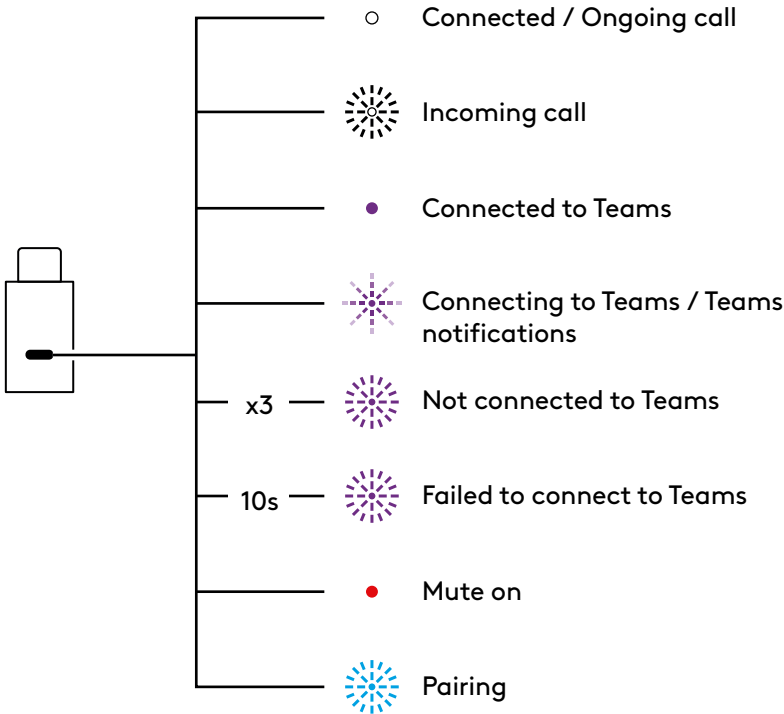 Connected / Ongoing call
Incoming call
Connected to Teams
Connecting to Teams / Teams
notifications
x3
Not connected to Teams
10s
Failed to connect to Teams
Mute on
Pairing